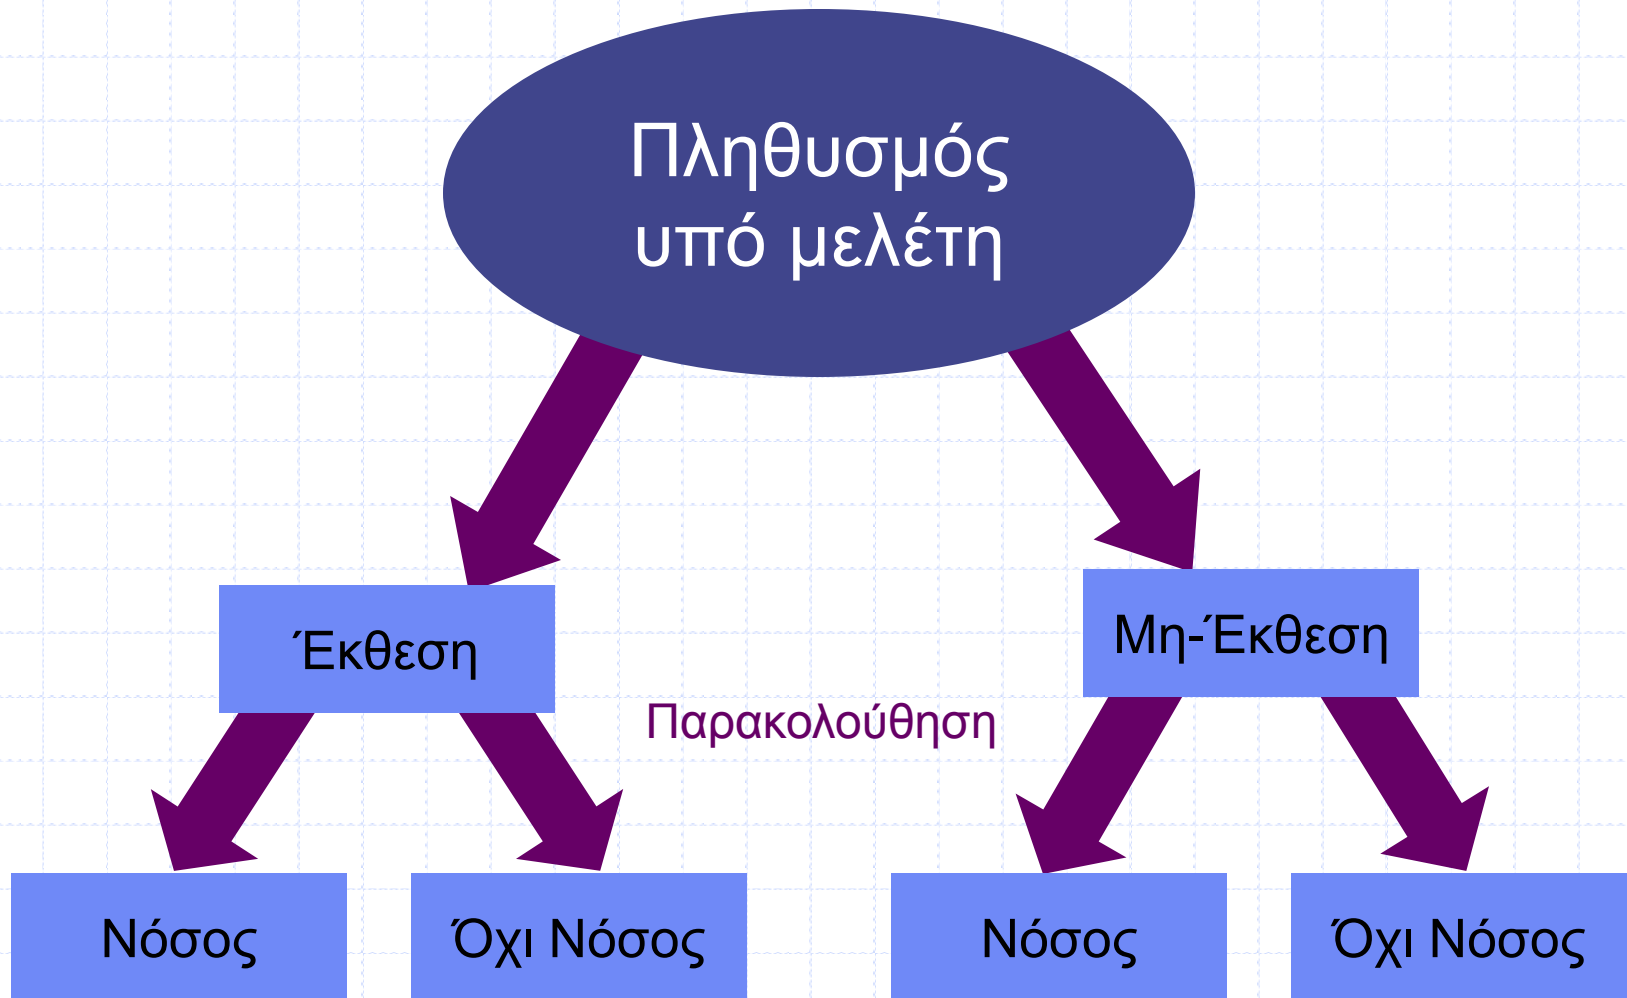 Πληθυσμός
υπό μελέτη
Έκθεση
Μη-Έκθεση
Παρακολούθηση
Νόσος
Όχι Νόσος
Νόσος
Όχι Νόσος